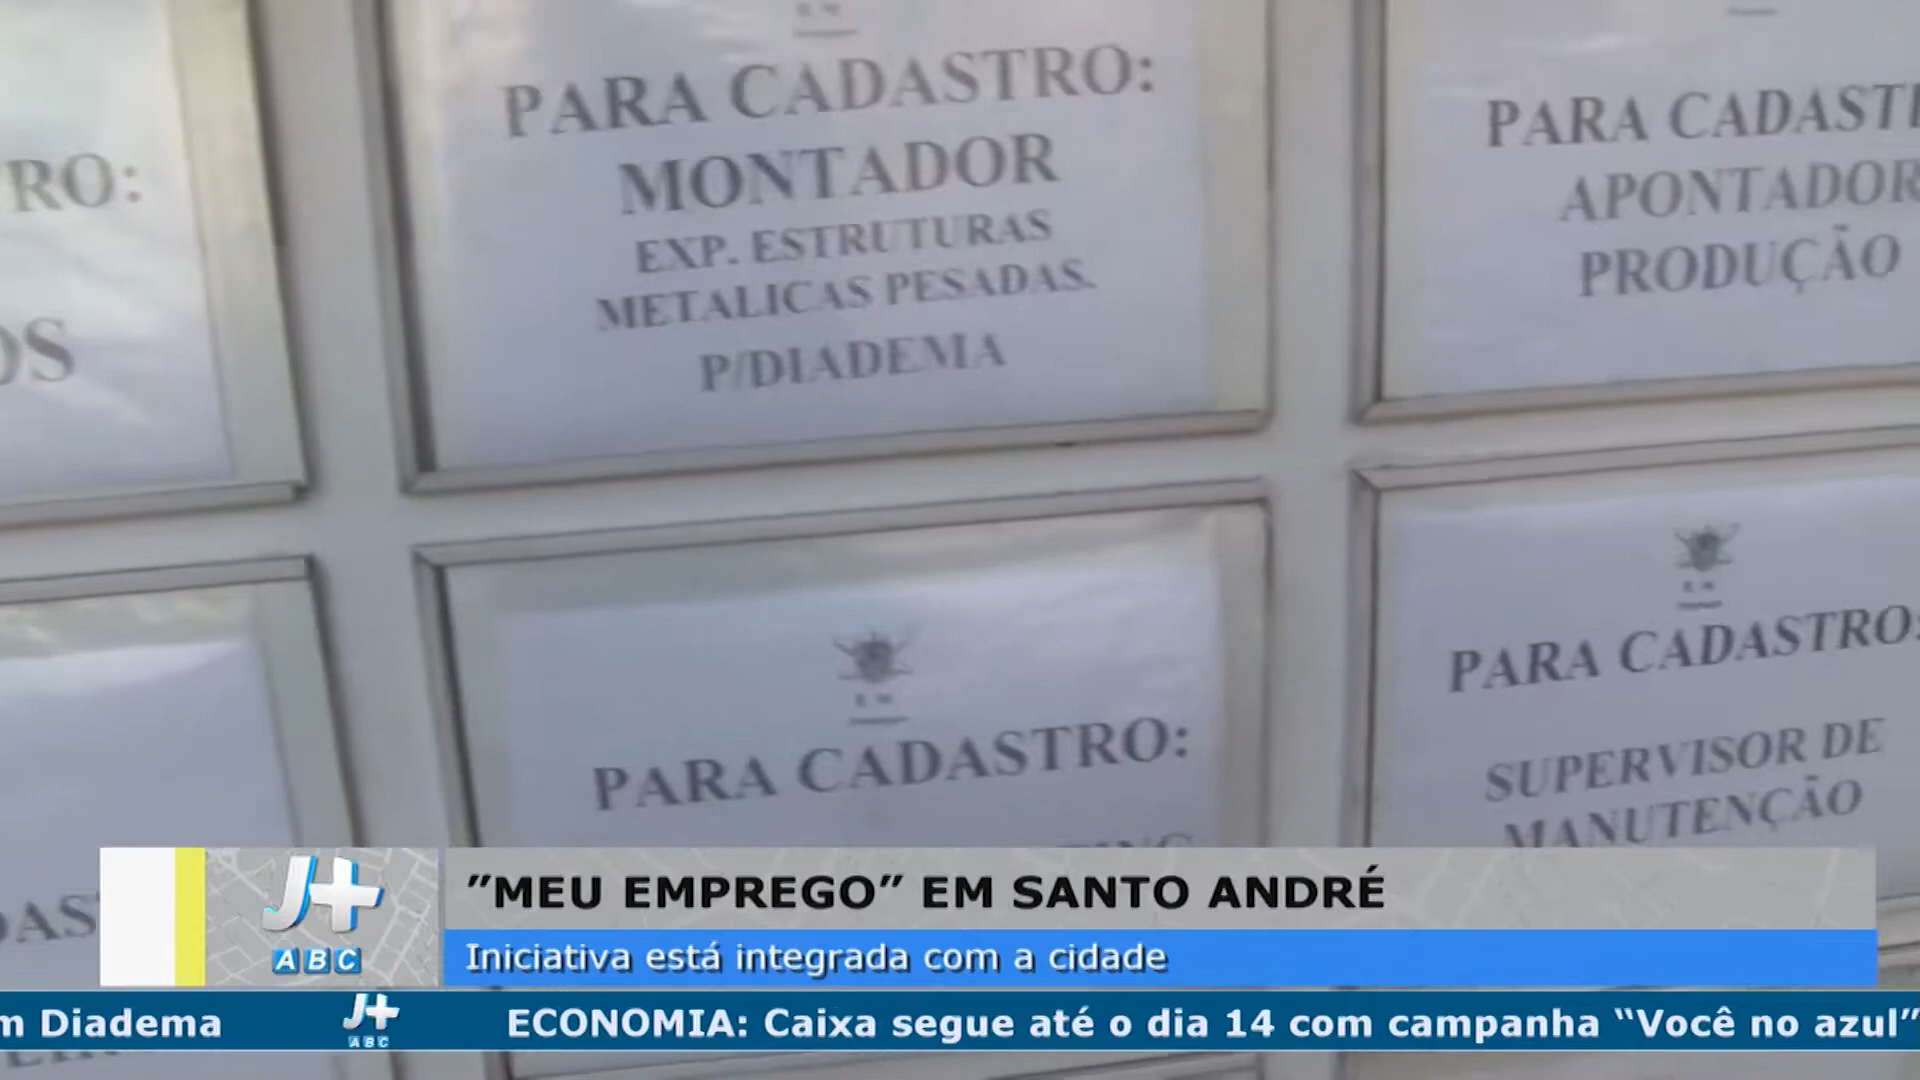 RO:
OS
PARA CADASTRO:
MONTADOR
EXP. ESTRUTURAS
METALICAS PESADAS.
P/DIADEMA
PARA CADASTR
APONTADOR
PRODUÇÃO
DAS
PARA CADASTRO:
PARA CADASTRO:
SUPERVISOR DE
MANUTENÇÃO
J+
ABC
”MEU EMPREGO” EM SANTO ANDRÉ
Iniciativa está integrada com a cidade
m Diadema
J+
ABC
ECONOMIA: Caixa segue até o dia 14 com campanha “Você no azul”